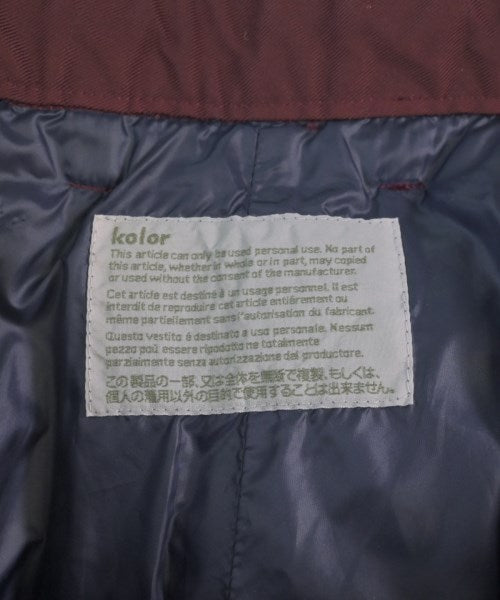 kolor
This article can only be used personal use. No part of
this article, whether in whole or in part, may copied
or used without the consent of the manufacturer.
Cet article est destiné à un usage personnel. Il est
interdit de reproduire cet article entiérement ou
même partiellement sans l'autorisation du fabricant.
Questo vestito é destinato a uso personale. Nessum
pezzo poú essere ripodotto ne totalmente
parzialmente senza autorizzazione del produttore.
この製品の一部、又は全体を無断で複製、もしくは、
個人の着用以外の目的で使用することは出来ません。